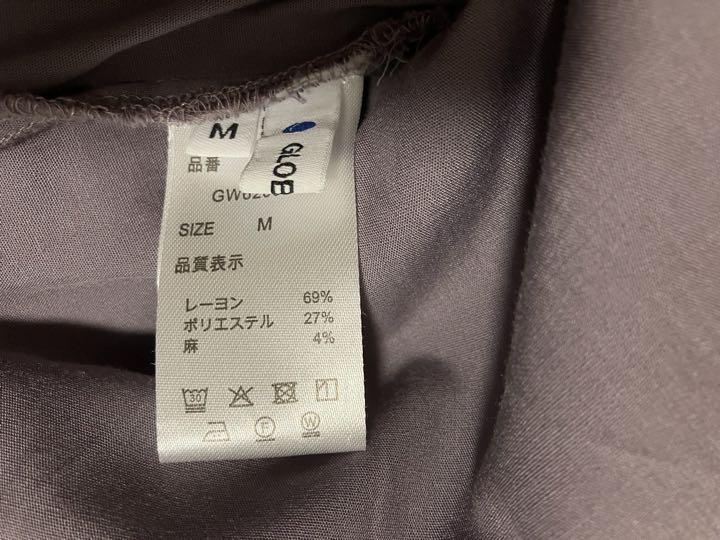 M
GLOB
品番
SIZE M
品質表示
レーヨン 69%
ポリエステル 27%
麻 4%
30
F
W